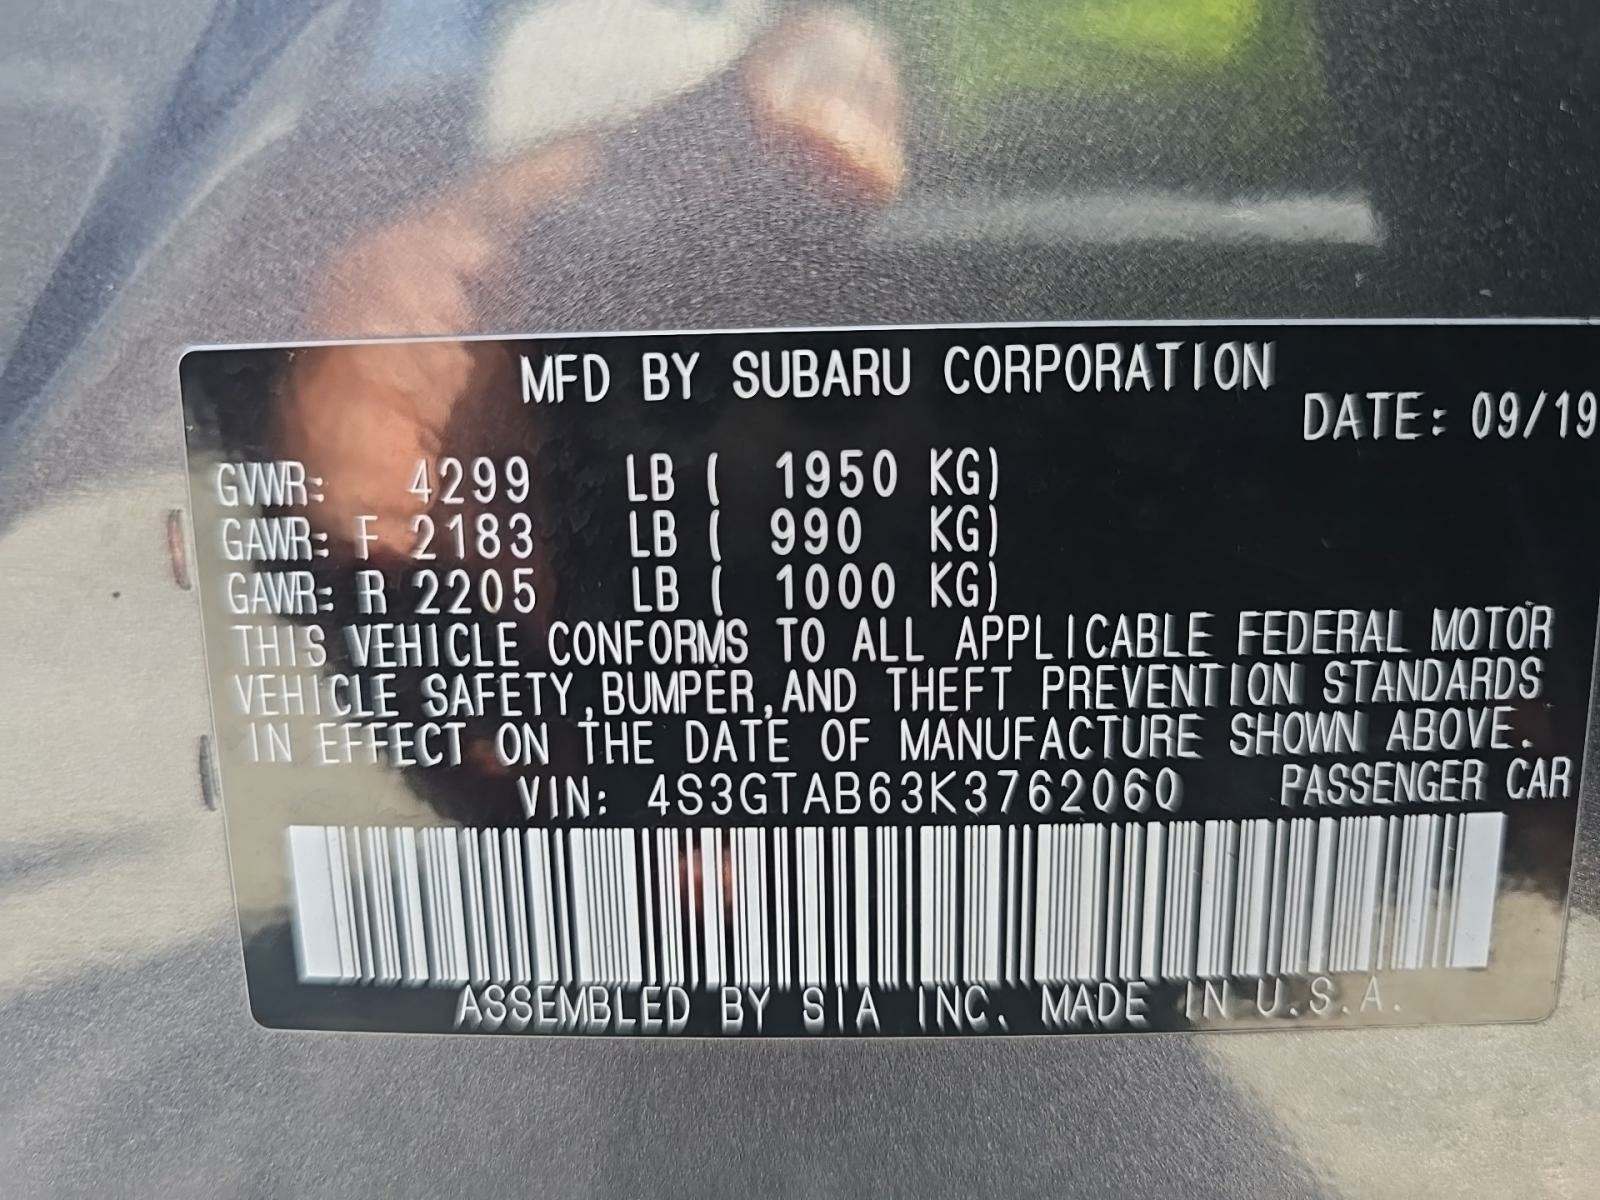 MFD BY SUBARU CORPORATION
DATE: 09/19
GVWR: 4299 LB ( 1950 KG)
GAWR: F 2183 LB ( 990 KG)
GAWR: R 2205 LB ( 1000 KG)
THIS VEHICLE CONFORMS TO ALL APPLICABLE FEDERAL MOTOR
VEHICLE SAFETY,BUMPER,AND THEFT PREVENTION STANDARDS
IN EFFECT ON THE DATE OF MANUFACTURE SHOWN ABOVE.
VIN: 4S3GTAB63K3762060 PASSENGER CAR
ASSEMBLED BY SIA INC. MADE IN U.S.A.